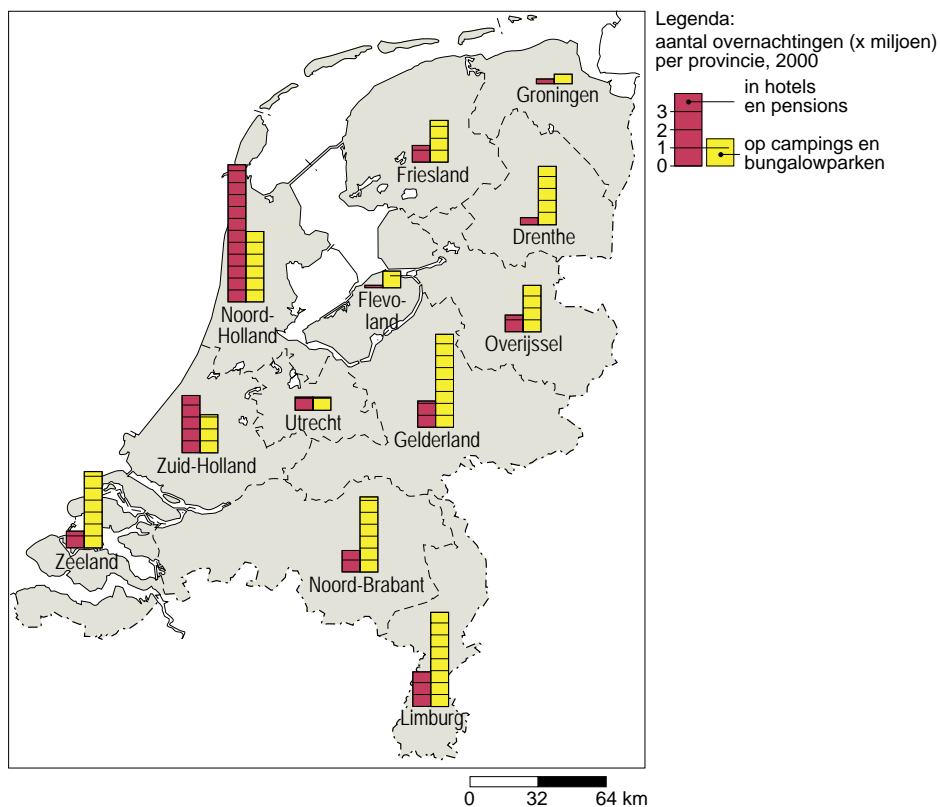 Legenda:
aantal overnachtingen (x miljoen)
per provincie, 2000
in hotels
en pensions
3
2
1
0
op campings en
bungalowparken
Groningen
Friesland
Drenthe
Noord-
Holland
Flevo-
land
Overijssel
Utrecht
Gelderland
Zuid-Holland
Zeeland
Noord-Brabant
Limburg
0 32 64 km